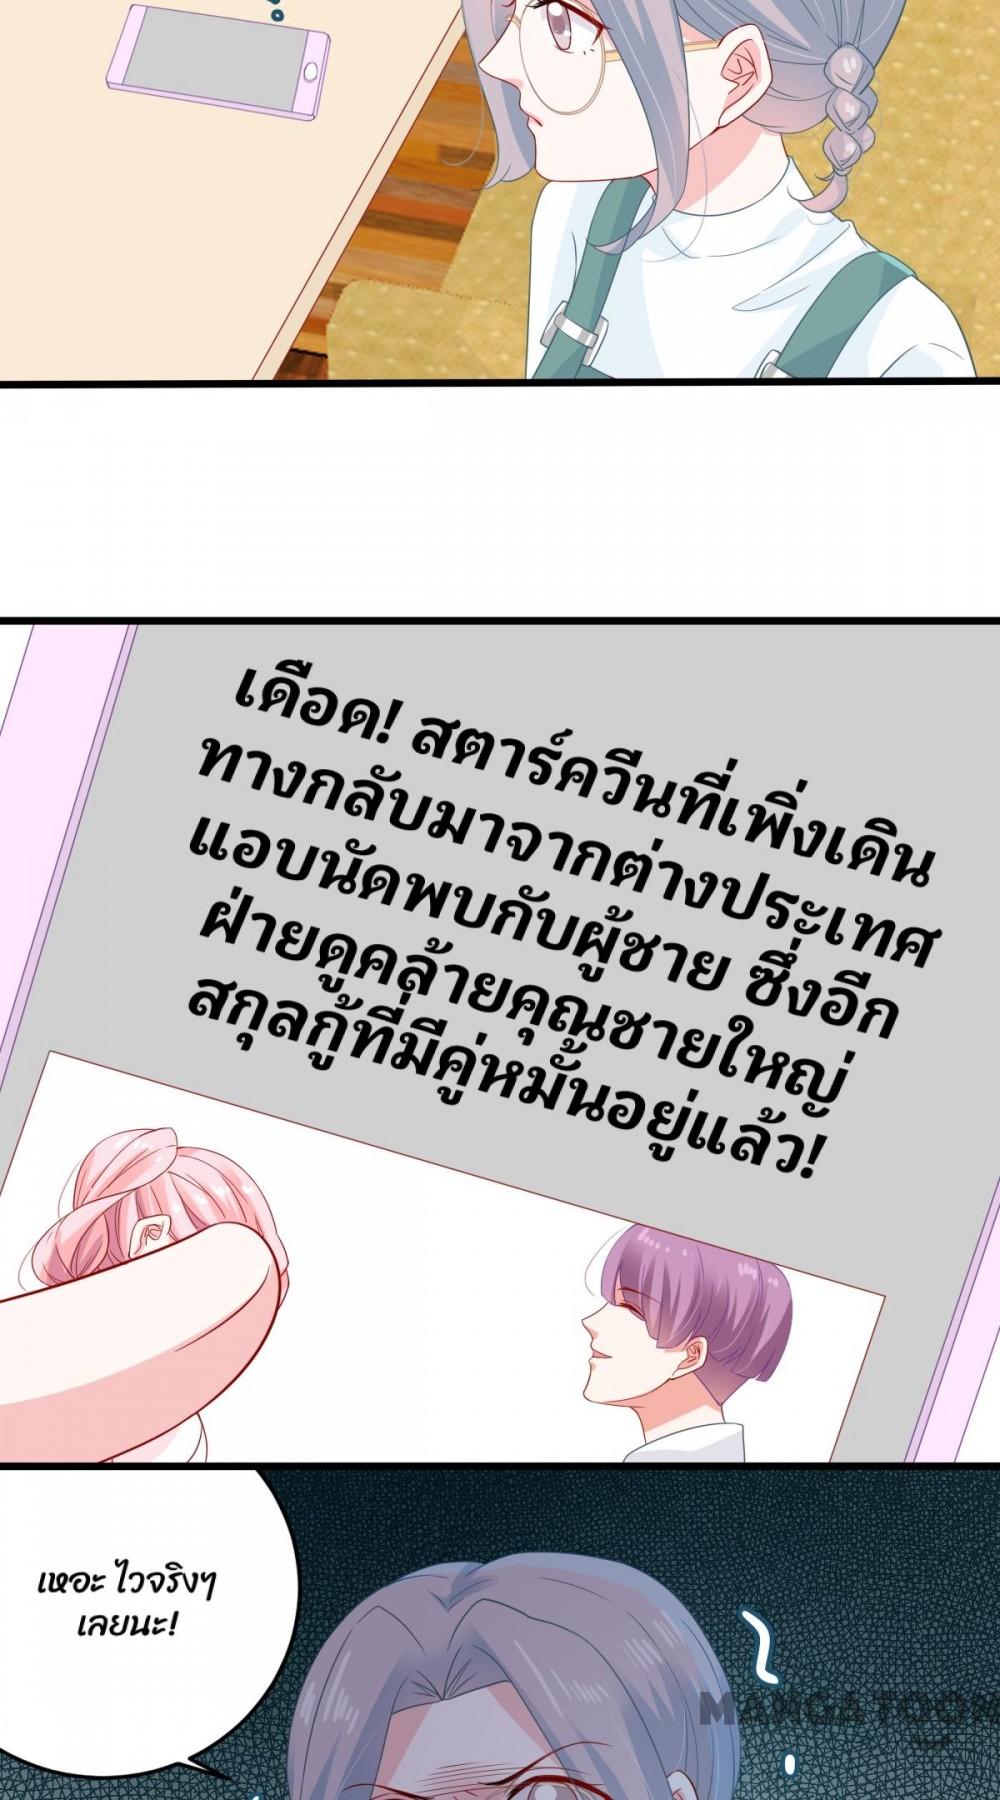 เดือด! สตาร์ควีนที่เพิ่งเดิน
ทางกลับมาจากต่างประเทศ
แอบนัดพบกับผู้ชาย ซึ่งอีก
ฝ่ายดูคล้ายคุณชายใหญ่
สกุลกู้ที่มีคู่หมั้นอยู่แล้ว!
เหอะ ไวจริงๆ
เลยนะ!
MANGATOON